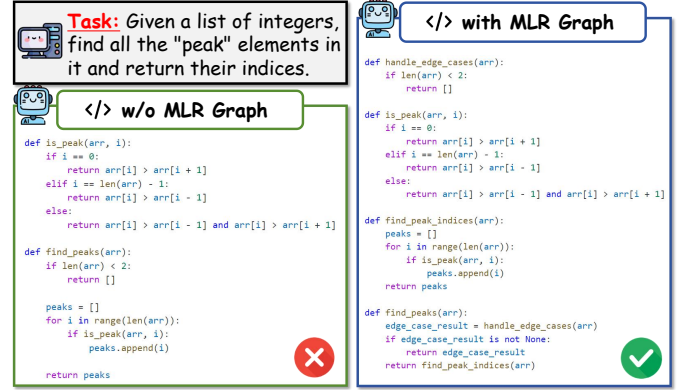 Task: Given a list of integers,
find all the "peak" elements in
it and return their indices.
</> w/o MLR Graph
def is_peak(arr, i):
    if i == 0:
        return arr[i] > arr[i + 1]
    elif i == len(arr) - 1:
        return arr[i] > arr[i - 1]
    else:
        return arr[i] > arr[i - 1] and arr[i] > arr[i + 1]
def find_peaks(arr):
    if len(arr) < 2:
        return []
    peaks = []
    for i in range(len(arr)):
        if is_peak(arr, i):
            peaks.append(i)
    return peaks
</> with MLR Graph
def handle_edge_cases(arr):
    if len(arr) < 2:
        return []
def is_peak(arr, i):
    if i == 0:
        return arr[i] > arr[i + 1]
    elif i == len(arr) - 1:
        return arr[i] > arr[i - 1]
    else:
        return arr[i] > arr[i - 1] and arr[i] > arr[i + 1]
def find_peak_indices(arr):
    peaks = []
    for i in range(len(arr)):
        if is_peak(arr, i):
            peaks.append(i)
    return peaks
def find_peaks(arr):
    edge_case_result = handle_edge_cases(arr)
    if edge_case_result is not None:
        return edge_case_result
    return find_peak_indices(arr)